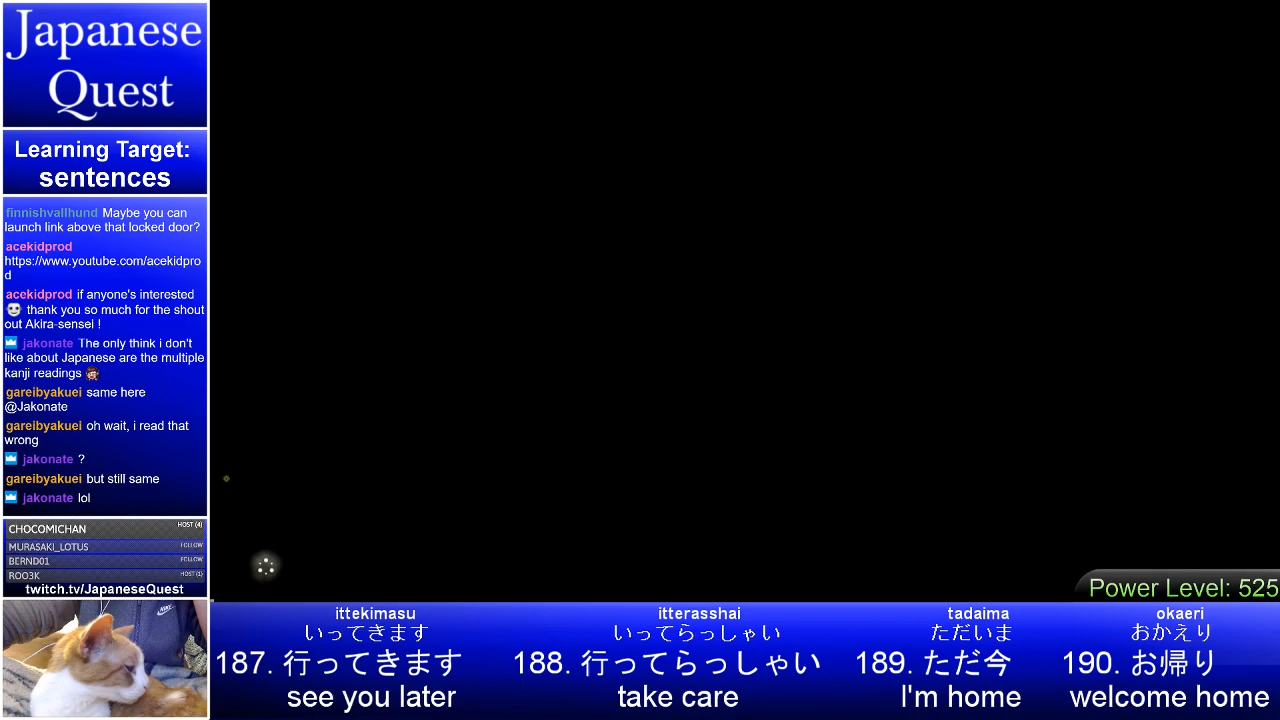 Japanese
Quest
Learning Target:
sentences
finnishvallhund Maybe you can
launch link above that locked door?
acekidprod
https://www.youtube.com/acekidpro
d
acekidprod if anyone's interested
thank you so much for the shout
out Akira-sensei !
jakonate The only think i don't
like about Japanese are the multiple
kanji readings
gareibyakuei same here
@Jakonate
gareibyakuei oh wait, i read that
wrong
jakonate ?
gareibyakuei but still same
jakonate lol
CHOCOMICHAN HOST (4)
MURASAKI_LOTUS FOLLOW
BERND01 FOLLOW
ROO3K HOST (1)
twitch.tv/JapaneseQuest
Power Level: 525
ittekimasu
いってきます
187. 行ってきます
see you later
itterasshai
いってらっしゃい
188. 行ってらっしゃい
take care
tadaima
ただいま
189. ただ今
I'm home
okaeri
おかえり
190. お帰り
welcome home